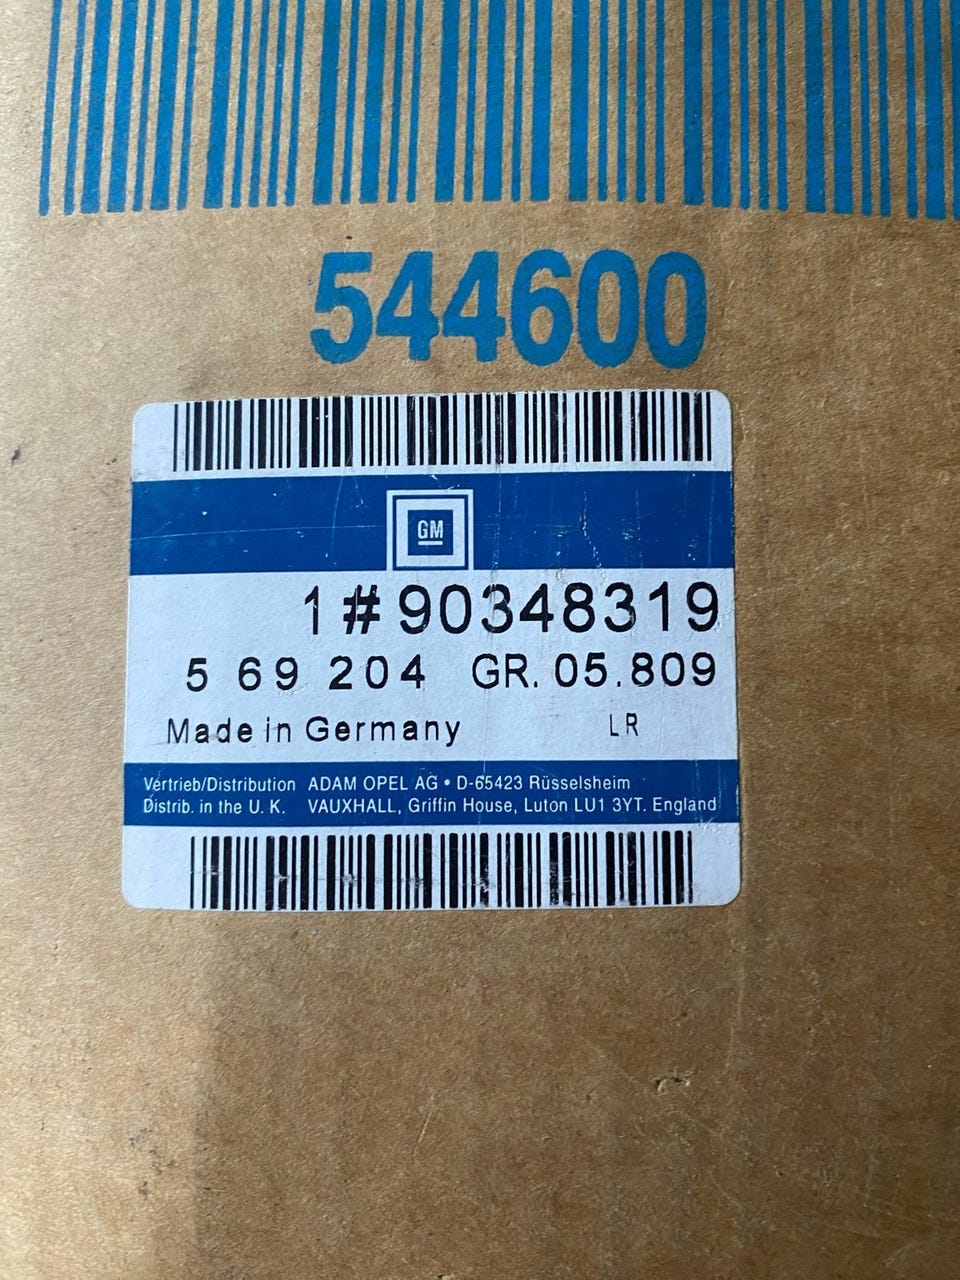 544600
GM
1 # 90348319
5 69 204 GR. 05.809
Made in Germany LR
Vertrieb/Distribution ADAM OPEL AG • D-65423 Rüsselsheim
Distrib. in the U. K. VAUXHALL, Griffin House, Luton LU1 3YT. England